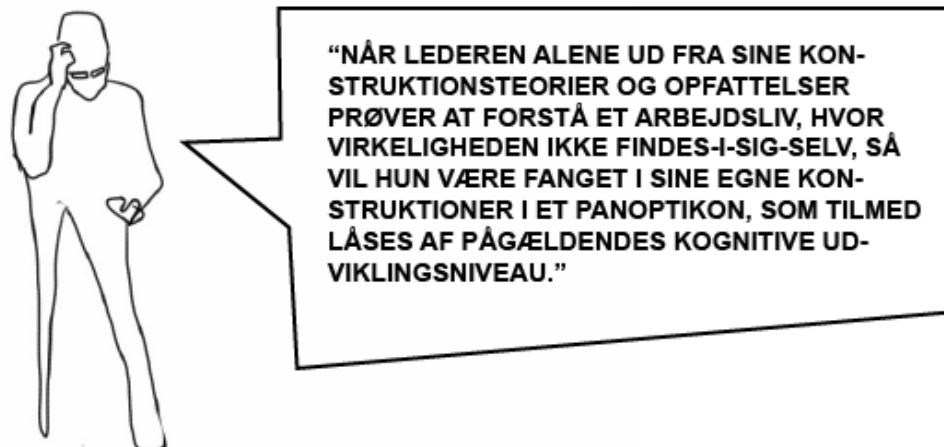 “NÅR LEDEREN ALENE UD FRA SINE KON-
STRUKTIONSTEORIER OG OPFATTELSER
PRØVER AT FORSTÅ ET ARBEJDSLIV, HVOR
VIRKELIGHEDEN IKKE FINDES-I-SIG-SELV, SÅ
VIL HUN VÆRE FANGET I SINE EGNE KON-
STRUKTIONER I ET PANOPTIKON, SOM TILMED
LÅSES AF PÅGÆLDENDES KOGNITIVE UD-
VIKLINGSNIVEAU.”